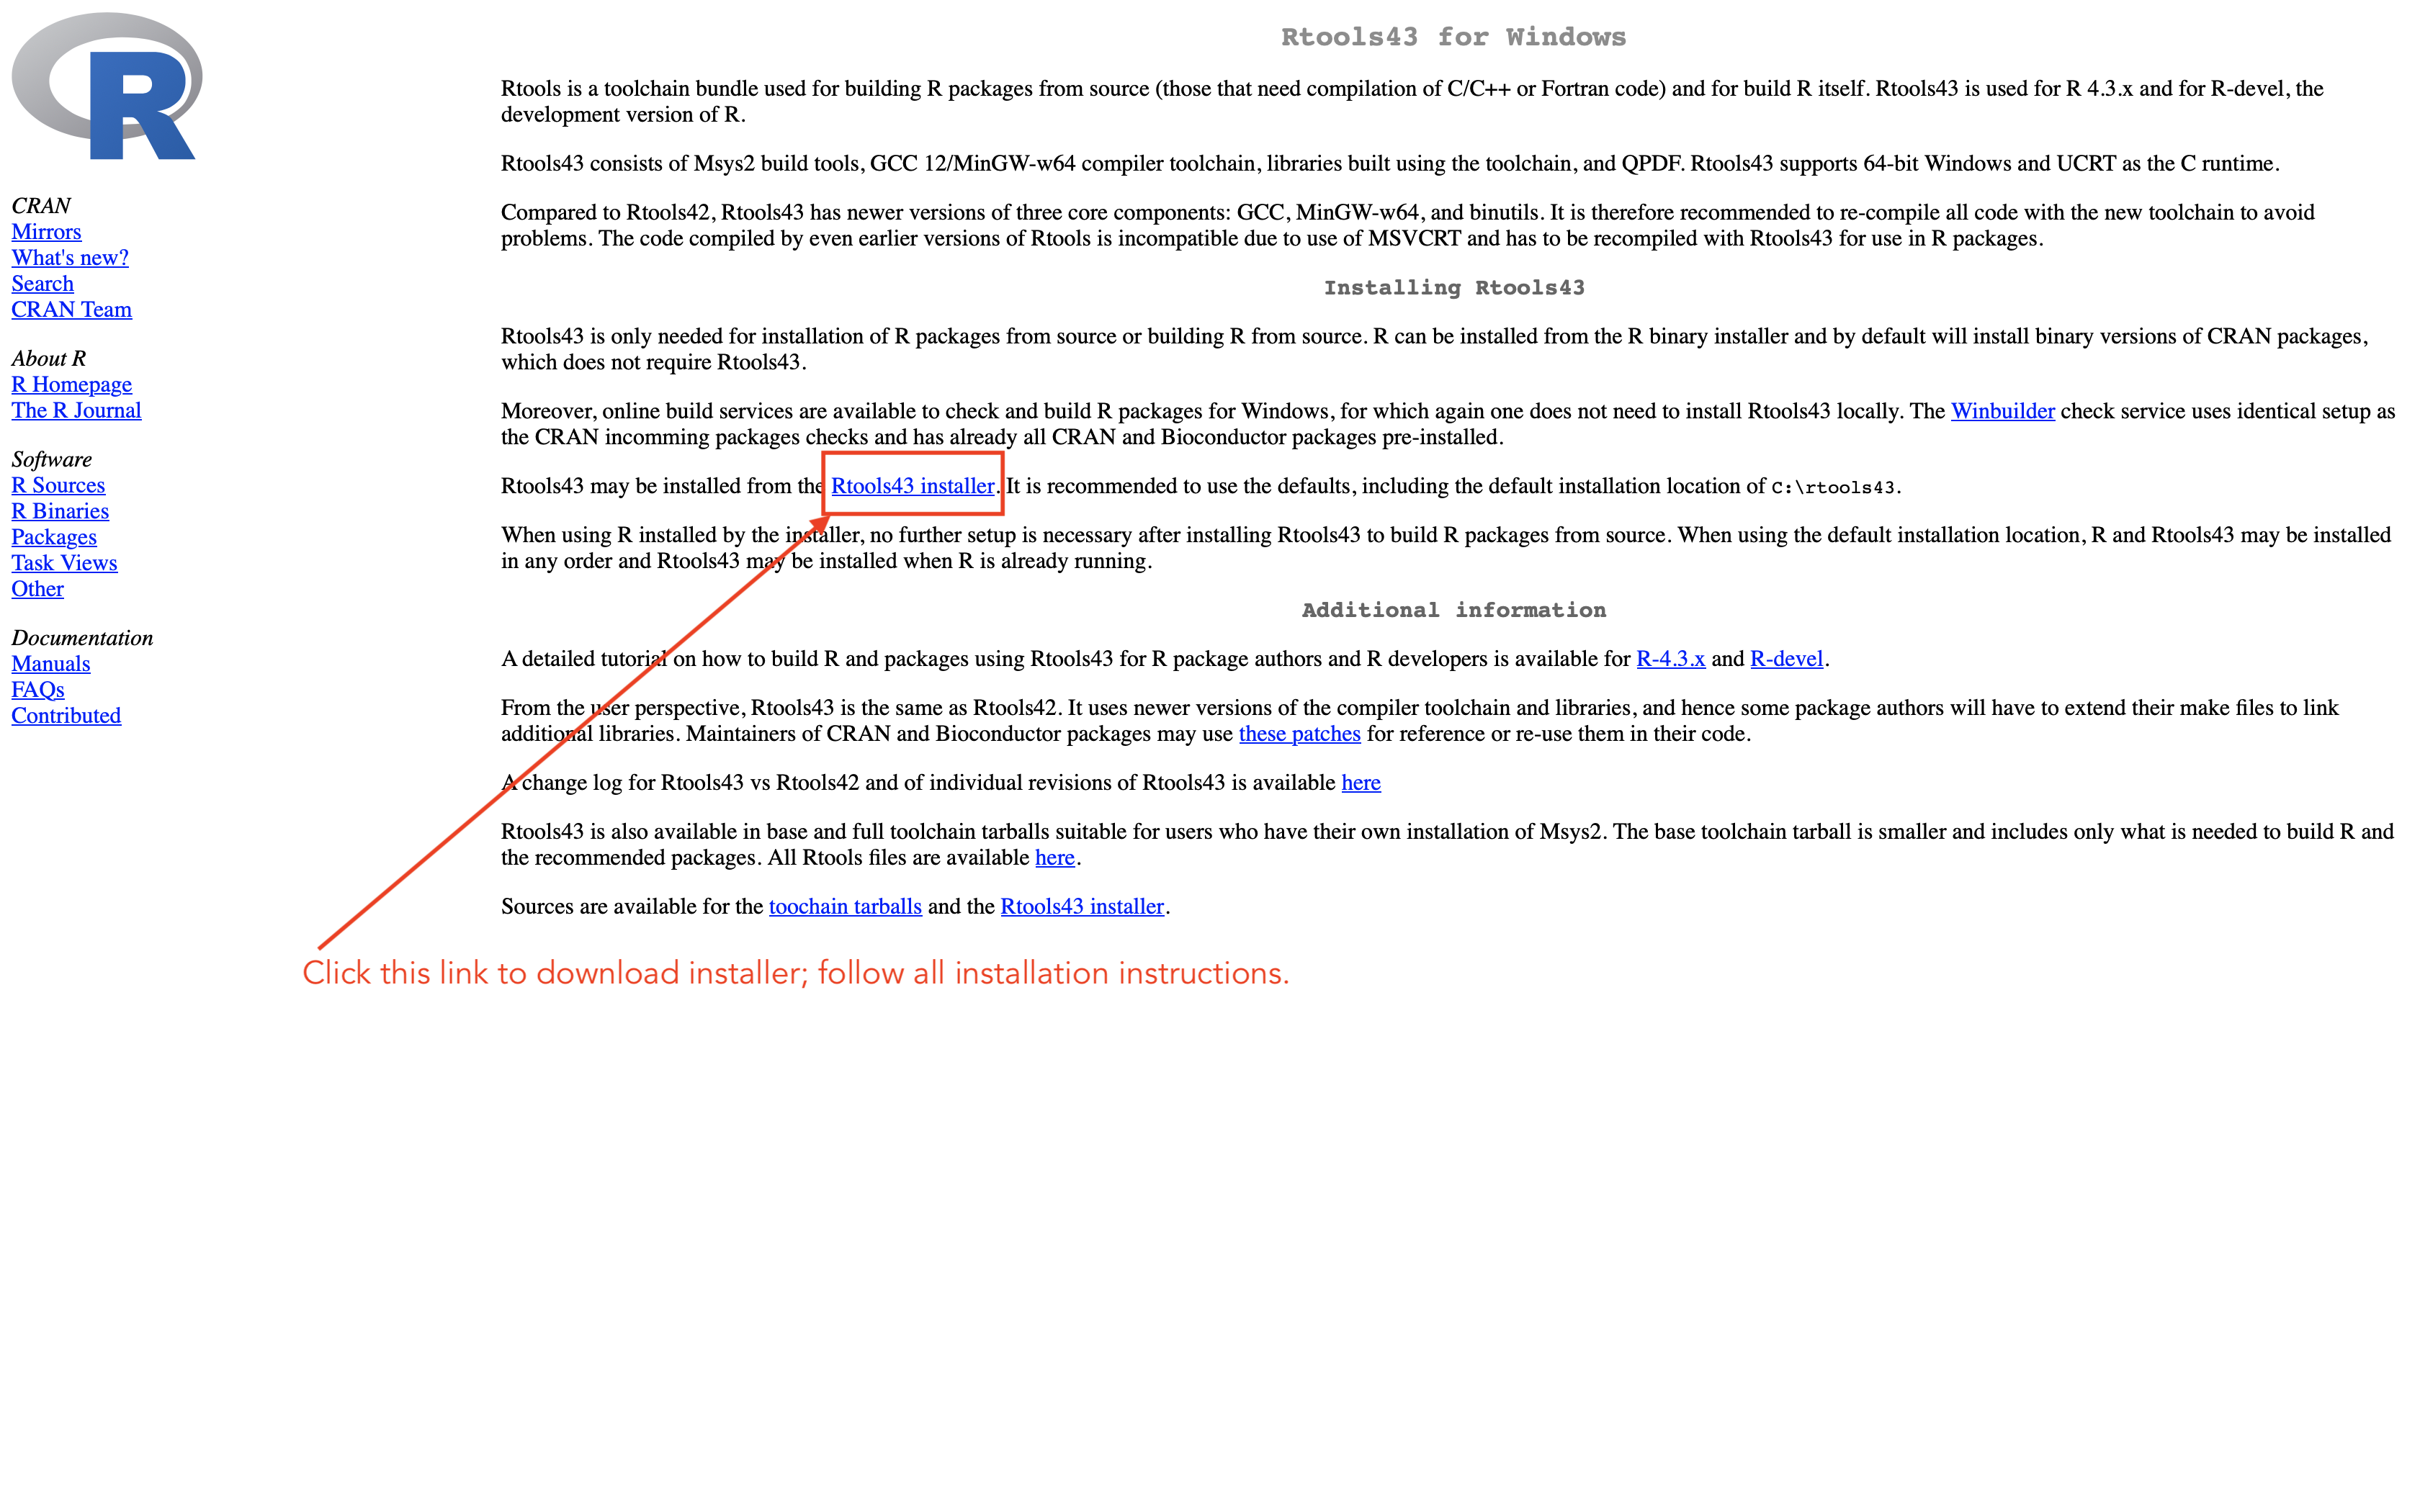 R
CRAN
Mirrors
What's new?
Search
CRAN Team
About R
R Homepage
The R Journal
Software
R Sources
R Binaries
Packages
Task Views
Other
Documentation
Manuals
FAQs
Contributed
Rtools43 for Windows
Rtools is a toolchain bundle used for building R packages from source (those that need compilation of C/C++ or Fortran code) and for build R itself. Rtools43 is used for R 4.3.x and for R-devel, the
development version of R.
Rtools43 consists of Msys2 build tools, GCC 12/MinGW-w64 compiler toolchain, libraries built using the toolchain, and QPDF. Rtools43 supports 64-bit Windows and UCRT as the C runtime.
Compared to Rtools42, Rtools43 has newer versions of three core components: GCC, MinGW-w64, and binutils. It is therefore recommended to re-compile all code with the new toolchain to avoid
problems. The code compiled by even earlier versions of Rtools is incompatible due to use of MSVCRT and has to be recompiled with Rtools43 for use in R packages.
Installing Rtools43
Rtools43 is only needed for installation of R packages from source or building R from source. R can be installed from the R binary installer and by default will install binary versions of CRAN packages,
which does not require Rtools43.
Moreover, online build services are available to check and build R packages for Windows, for which again one does not need to install Rtools43 locally. The Winbuilder check service uses identical setup as
the CRAN incomming packages checks and has already all CRAN and Bioconductor packages pre-installed.
Rtools43 may be installed from the Rtools43 installer. It is recommended to use the defaults, including the default installation location of C:\rtools43.
When using R installed by the installer, no further setup is necessary after installing Rtools43 to build R packages from source. When using the default installation location, R and Rtools43 may be installed
in any order and Rtools43 may be installed when R is already running.
Additional information
A detailed tutorial on how to build R and packages using Rtools43 for R package authors and R developers is available for R-4.3.x and R-devel.
From the user perspective, Rtools43 is the same as Rtools42. It uses newer versions of the compiler toolchain and libraries, and hence some package authors will have to extend their make files to link
additional libraries. Maintainers of CRAN and Bioconductor packages may use these patches for reference or re-use them in their code.
A change log for Rtools43 vs Rtools42 and of individual revisions of Rtools43 is available here
Rtools43 is also available in base and full toolchain tarballs suitable for users who have their own installation of Msys2. The base toolchain tarball is smaller and includes only what is needed to build R and
the recommended packages. All Rtools files are available here.
Sources are available for the toochain tarballs and the Rtools43 installer.
Click this link to download installer; follow all installation instructions.